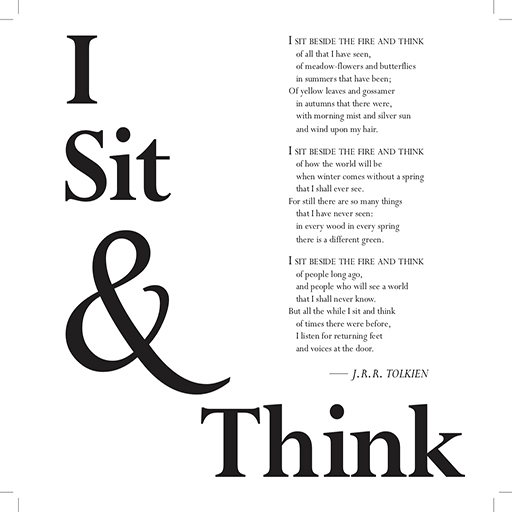 I
Sit
&
Think
I SIT BESIDE THE FIRE AND THINK
of all that I have seen,
of meadow-flowers and butterflies
in summers that have been;
Of yellow leaves and gossamer
in autumns that there were,
with morning mist and silver sun
and wind upon my hair.
I SIT BESIDE THE FIRE AND THINK
of how the world will be
when winter comes without a spring
that I shall ever see.
For still there are so many things
that I have never seen:
in every wood in every spring
there is a different green.
I SIT BESIDE THE FIRE AND THINK
of people long ago,
and people who will see a world
that I shall never know.
But all the while I sit and think
of times there were before,
I listen for returning feet
and voices at the door.
— J.R.R. TOLKIEN